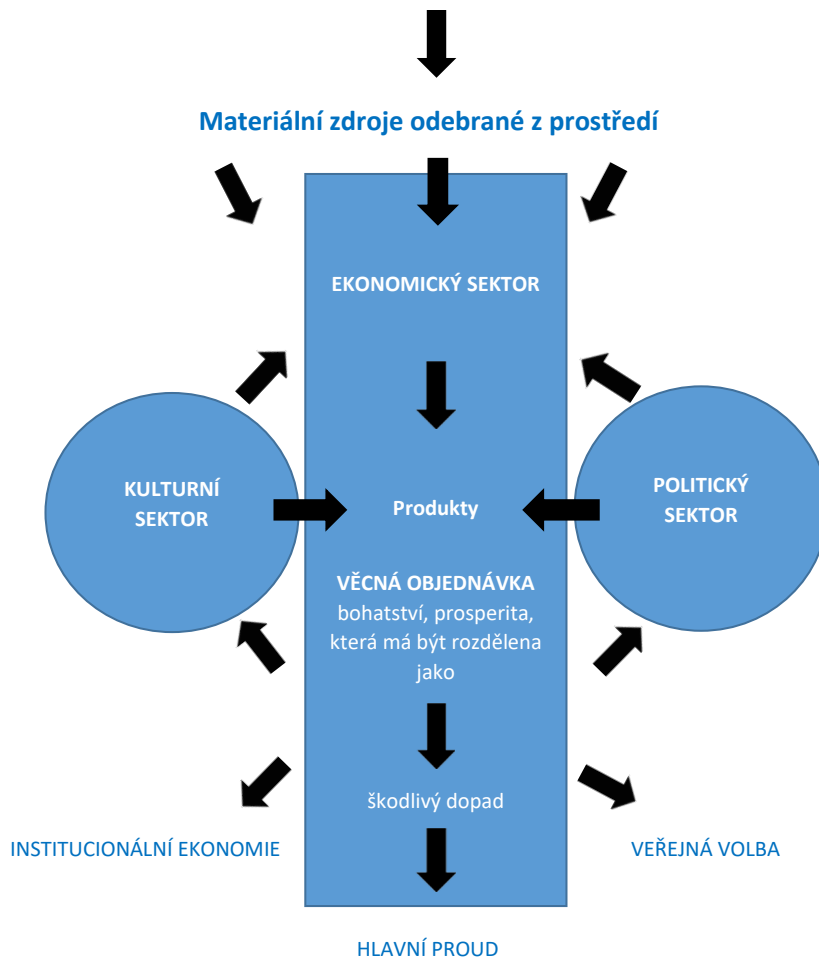 Materiální zdroje odebrané z prostředí
EKONOMICKÝ SEKTOR
KULTURNÍ
SEKTOR
Produkty
POLITICKÝ
SEKTOR
VĚCNÁ OBJEDNÁVKA
bohatství, prosperita,
která má být rozdělena
jako
škodlivý dopad
INSTITUCIONÁLNÍ EKONOMIE
VEŘEJNÁ VOLBA
HLAVNÍ PROUD